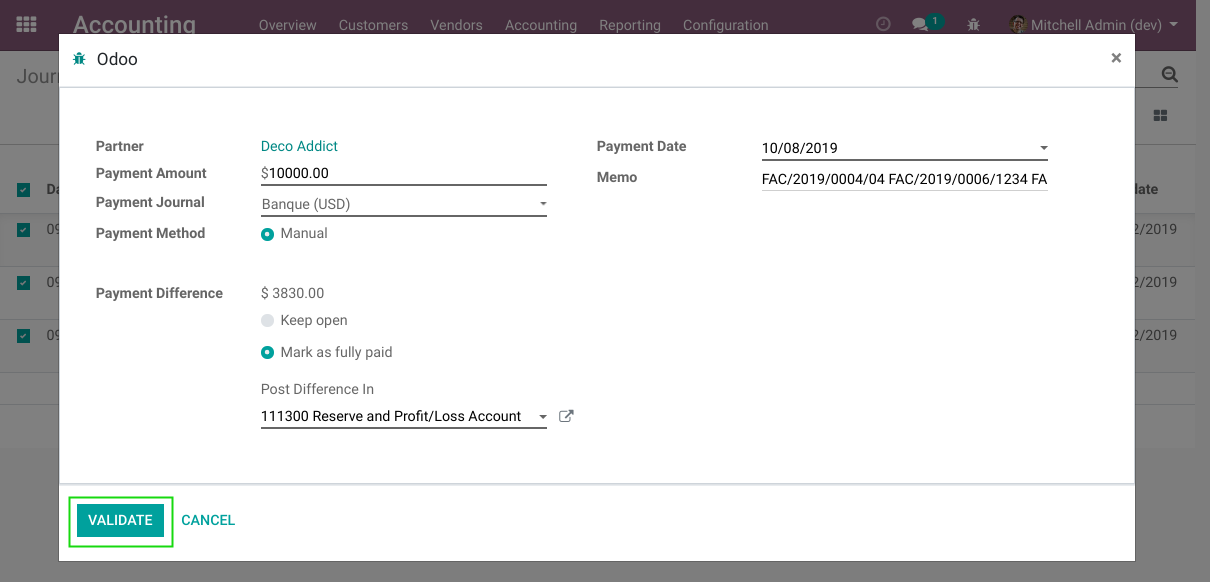 Accounting Overview Customers Vendors Accounting Reporting Configuration 1 Mitchell Admin (dev)
Jour
Odoo ×
Partner Deco Addict Payment Date 10/08/2019
Payment Amount $10000.00
Memo FAC/2019/0004/04 FAC/2019/0006/1234 FA
Payment Journal Banque (USD)
Payment Method Manual
Payment Difference $ 3830.00
Keep open
Mark as fully paid
Post Difference In
111300 Reserve and Profit/Loss Account
VALIDATE CANCEL
Da late
09 2/2019
09 2/2019
09 2/2019